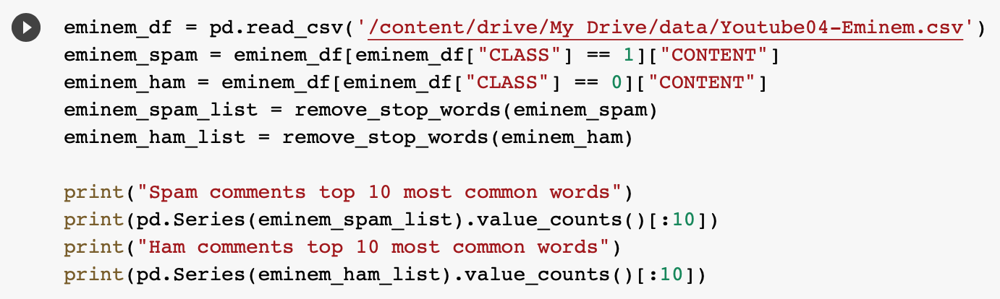 eminem_df = pd.read_csv('/content/drive/My Drive/data/Youtube04-Eminem.csv')
eminem_spam = eminem_df[eminem_df["CLASS"] == 1]["CONTENT"]
eminem_ham = eminem_df[eminem_df["CLASS"] == 0]["CONTENT"]
eminem_spam_list = remove_stop_words(eminem_spam)
eminem_ham_list = remove_stop_words(eminem_ham)

print("Spam comments top 10 most common words")
print(pd.Series(eminem_spam_list).value_counts()[:10])
print("Ham comments top 10 most common words")
print(pd.Series(eminem_ham_list).value_counts()[:10])